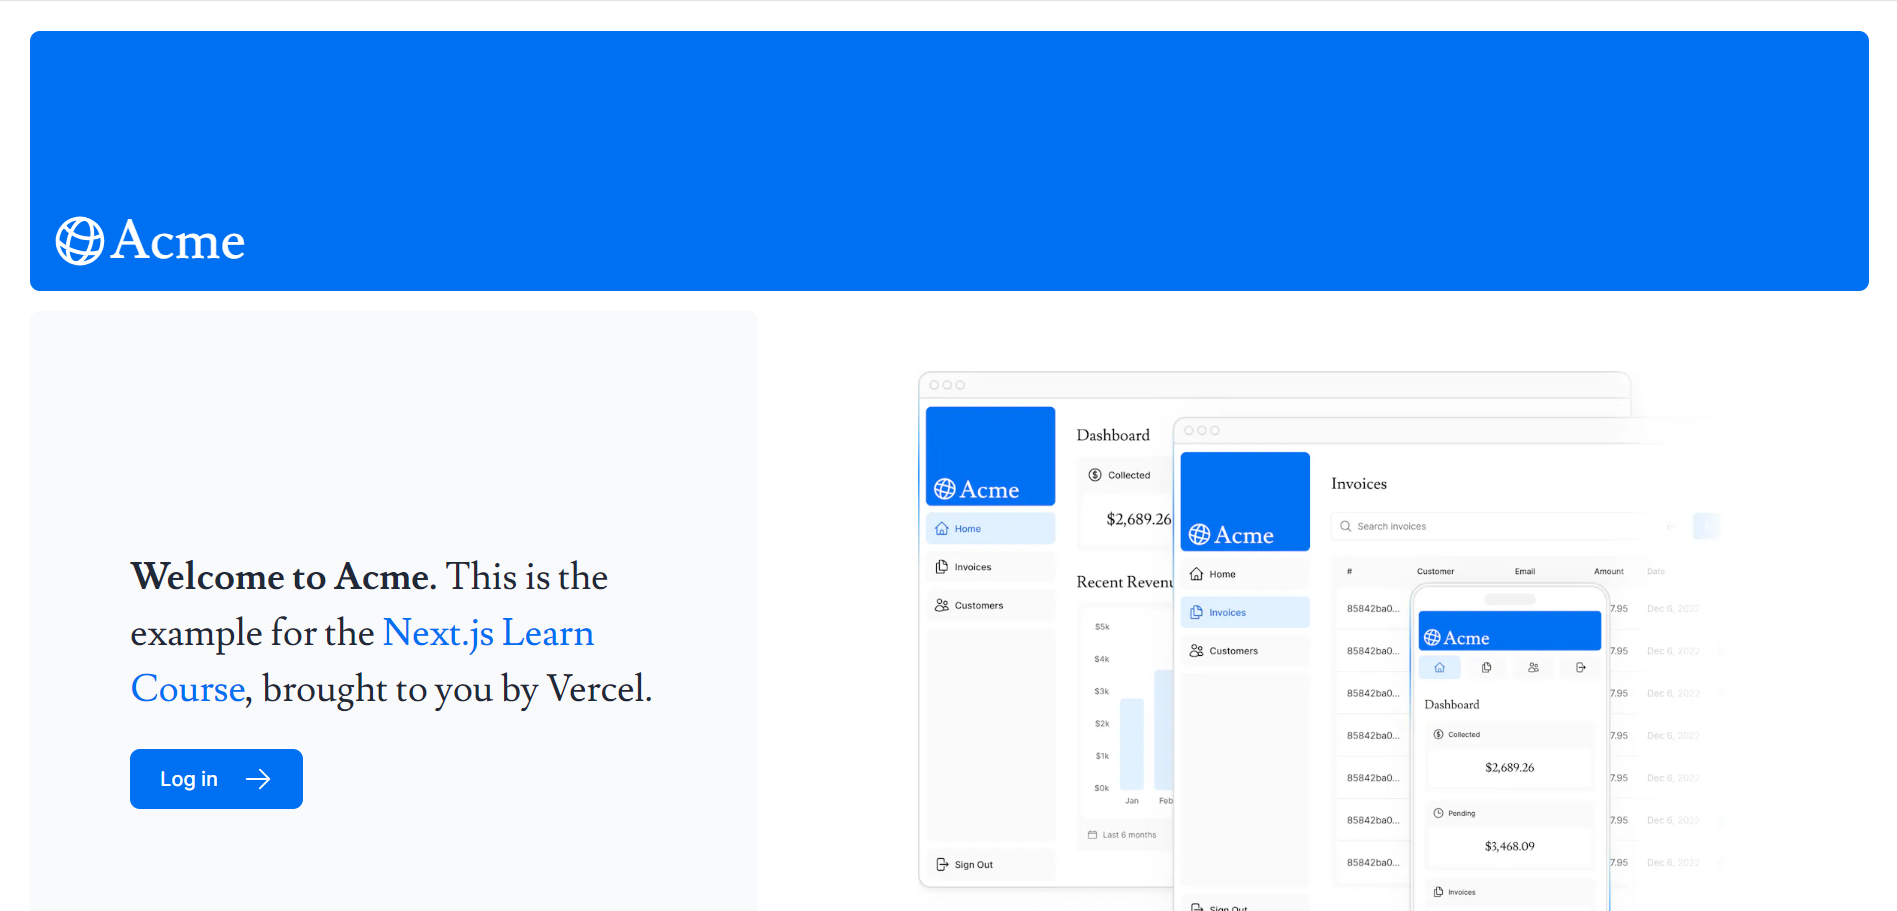 Acme
Welcome to Acme. This is the
example for the Next.js Learn
Course, brought to you by Vercel.
Log in
Acme
Home
Invoices
Customers
Sign Out
Dashboard
Collected
$2,689.26
Recent Revenu
$5k
$4k
$3k
$2k
$1k
$0k
Jan Feb
Last 6 months
Acme
Home
Invoices
Customers
Sign Out
Invoices
Search invoices
# Customer Email Amount Date
85842ba0... 7.95 Dec 6, 2022
85842ba0... 7.95 Dec 6, 2022
85842ba0... 7.95 Dec 6, 2022
85842ba0... 7.95 Dec 6, 2022
85842ba0... 7.95 Dec 6, 2022
85842ba0... 7.95 Dec 6, 2022
85842ba0... 7.95 Dec 6, 2022
Acme
Dashboard
Collected
$2,689.26
Pending
$3,468.09
Invoices